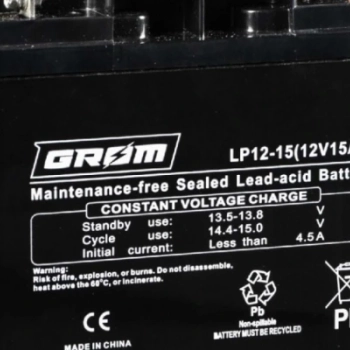 GROM
LP12-15(12V15A
Maintenance-free Sealed Lead-acid Batt
CONSTANT VOLTAGE CHARGE
Standby use: 13.5-13.8 V
Cycle use: 14.4-15.0 V
Initial current: Less than 4.5A
Warning:
Risk of fire, explosion, or burns. Do not disassemble,
heat above the 68°C, or incinerate.
CE
Pb
Non-spillable
BATTERY MUST BE RECYCLED
P
MADE IN CHINA